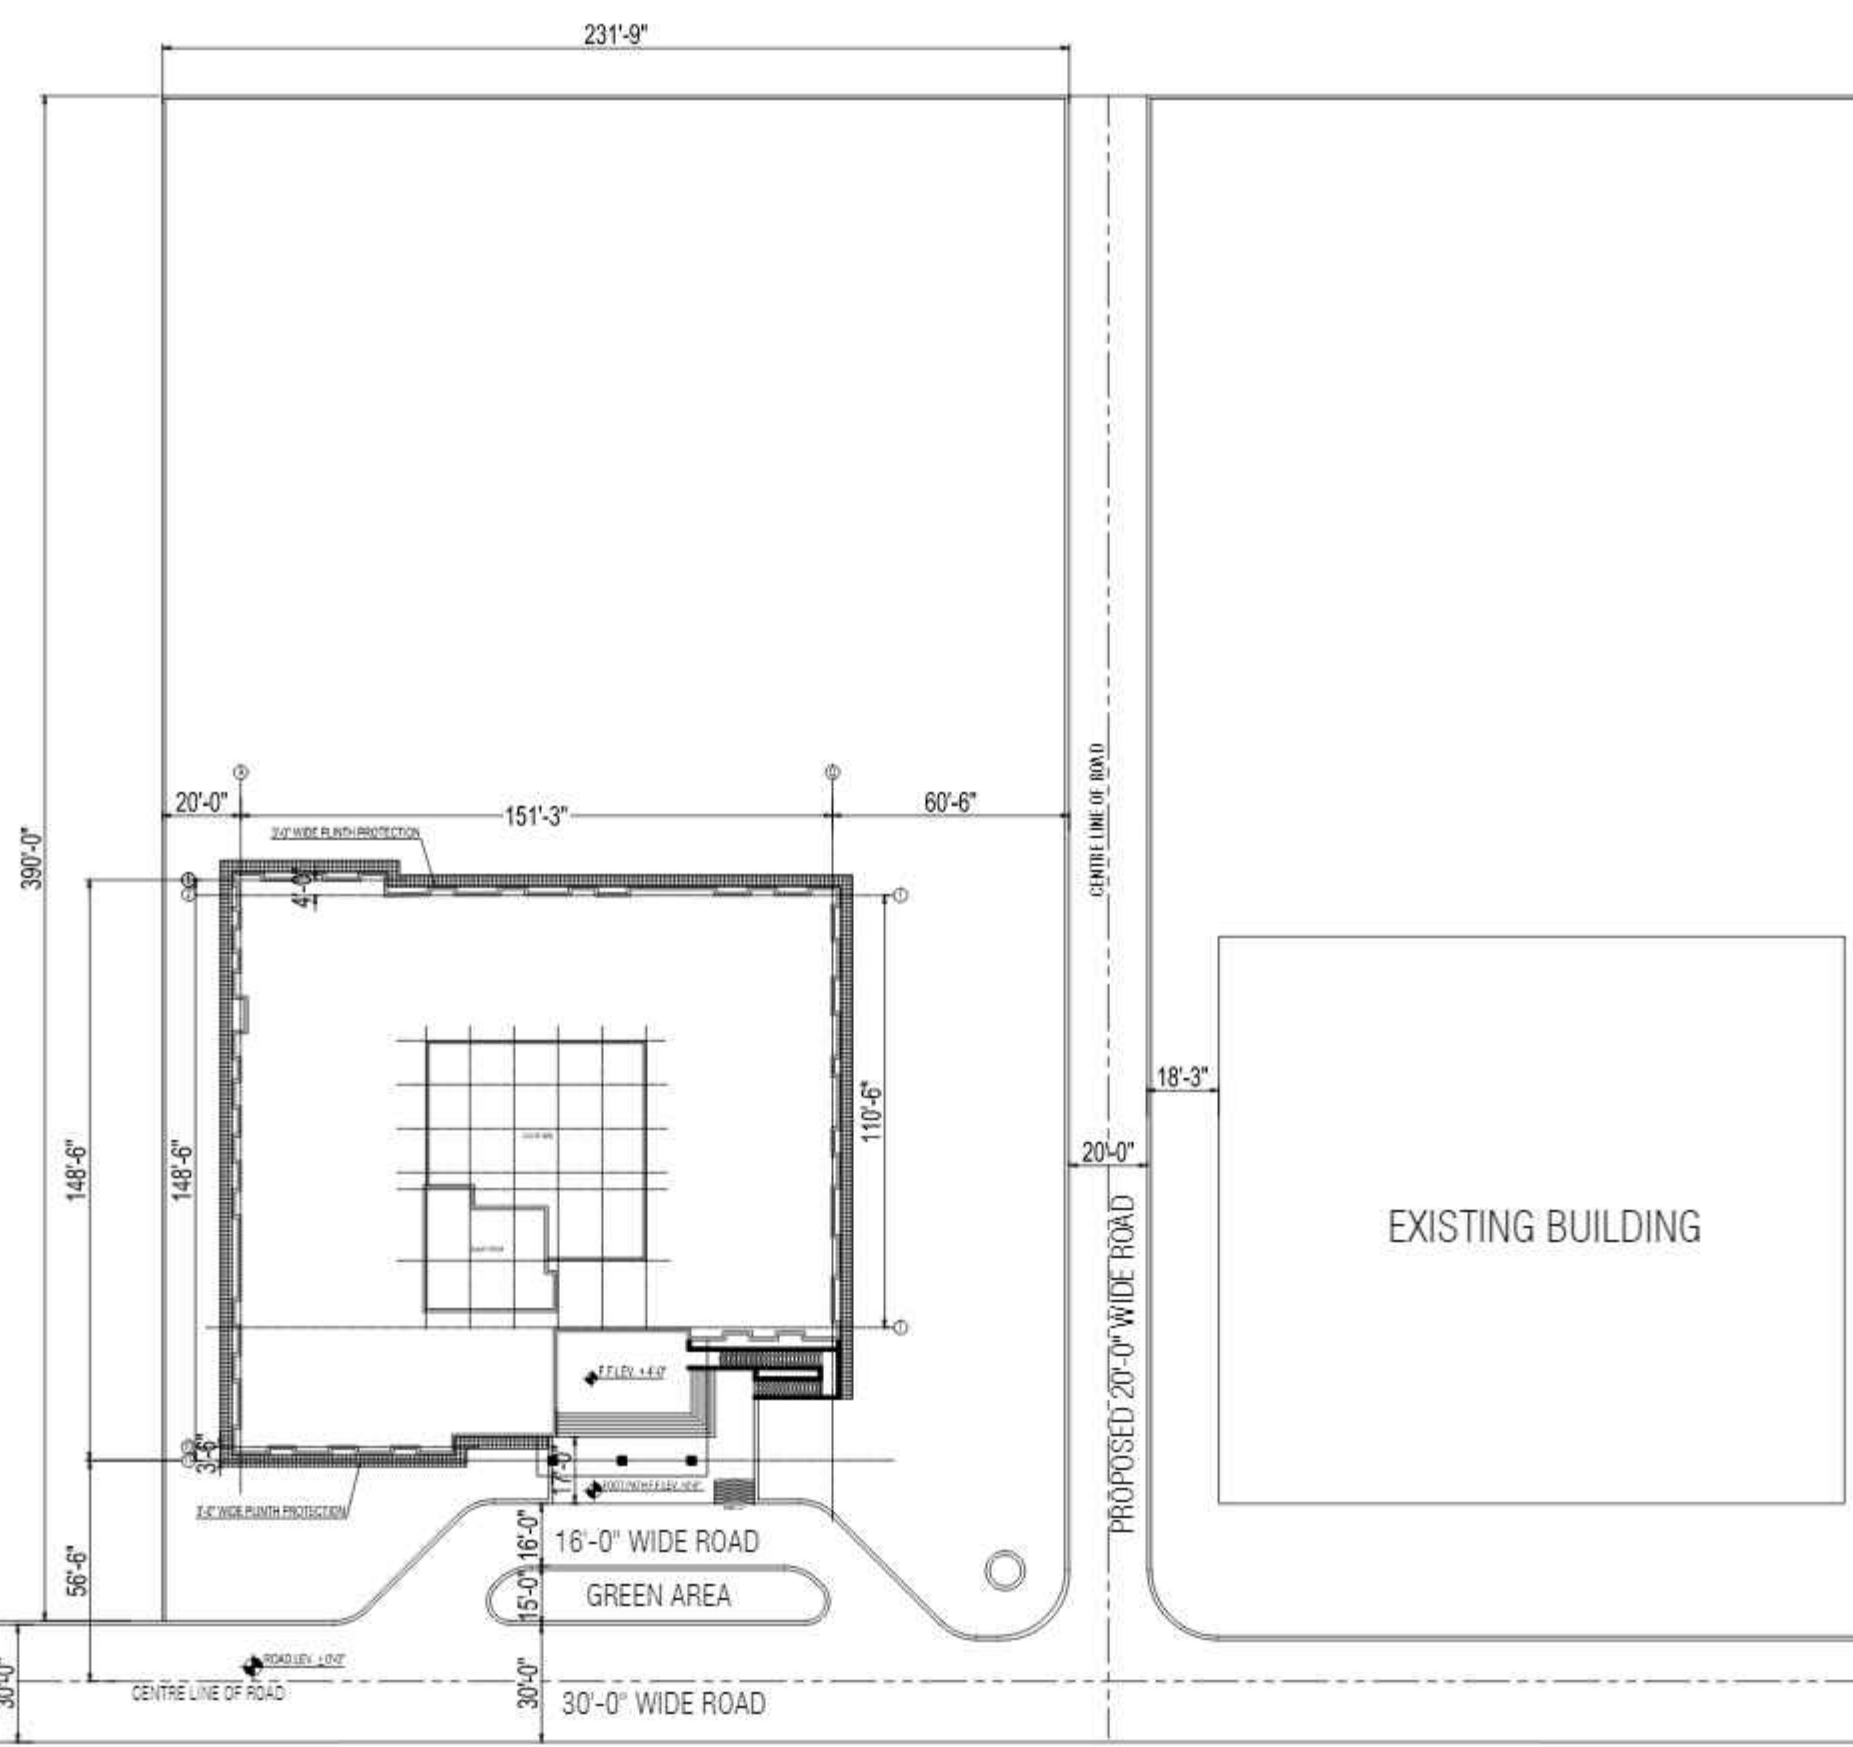 231'-9"
390'-0"
CENTRE LINE OF ROAD
20'-0"
151'-3"
60'-6"
3'-0" WIDE PLINTH PROTECTION
4'-0"
148'-6"
148'-6"
110'-6"
18'-3"
20'-0"
EXISTING BUILDING
PROPOSED 20'-0" WIDE ROAD
F.F.LEV. +4'-0"
3'-6"
17'-0"
3'-0" WIDE PLINTH PROTECTION
56'-6"
16'-0"
16'-0" WIDE ROAD
15'-0"
GREEN AREA
ROAD LEV. ±0'-0"
CENTRE LINE OF ROAD
30'-0"
30'-0"
30'-0" WIDE ROAD